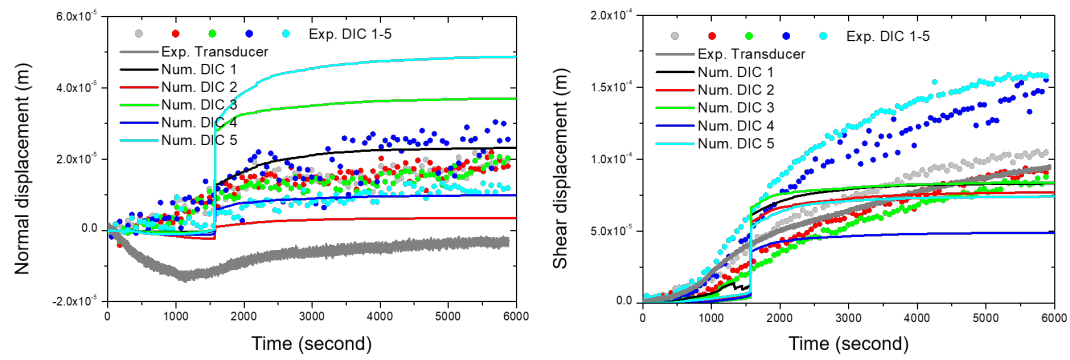 6.0x10-5
4.0x10-5
2.0x10-5
0.0
-2.0x10-5
Normal displacement (m)
Exp. DIC 1-5
Exp. Transducer
Num. DIC 1
Num. DIC 2
Num. DIC 3
Num. DIC 4
Num. DIC 5
0 1000 2000 3000 4000 5000 6000
Time (second)
2.0x10-4
1.5x10-4
1.0x10-4
5.0x10-5
0.0
Shear displacement (m)
Exp. DIC 1-5
Exp. Transducer
Num. DIC 1
Num. DIC 2
Num. DIC 3
Num. DIC 4
Num. DIC 5
0 1000 2000 3000 4000 5000 6000
Time (second)